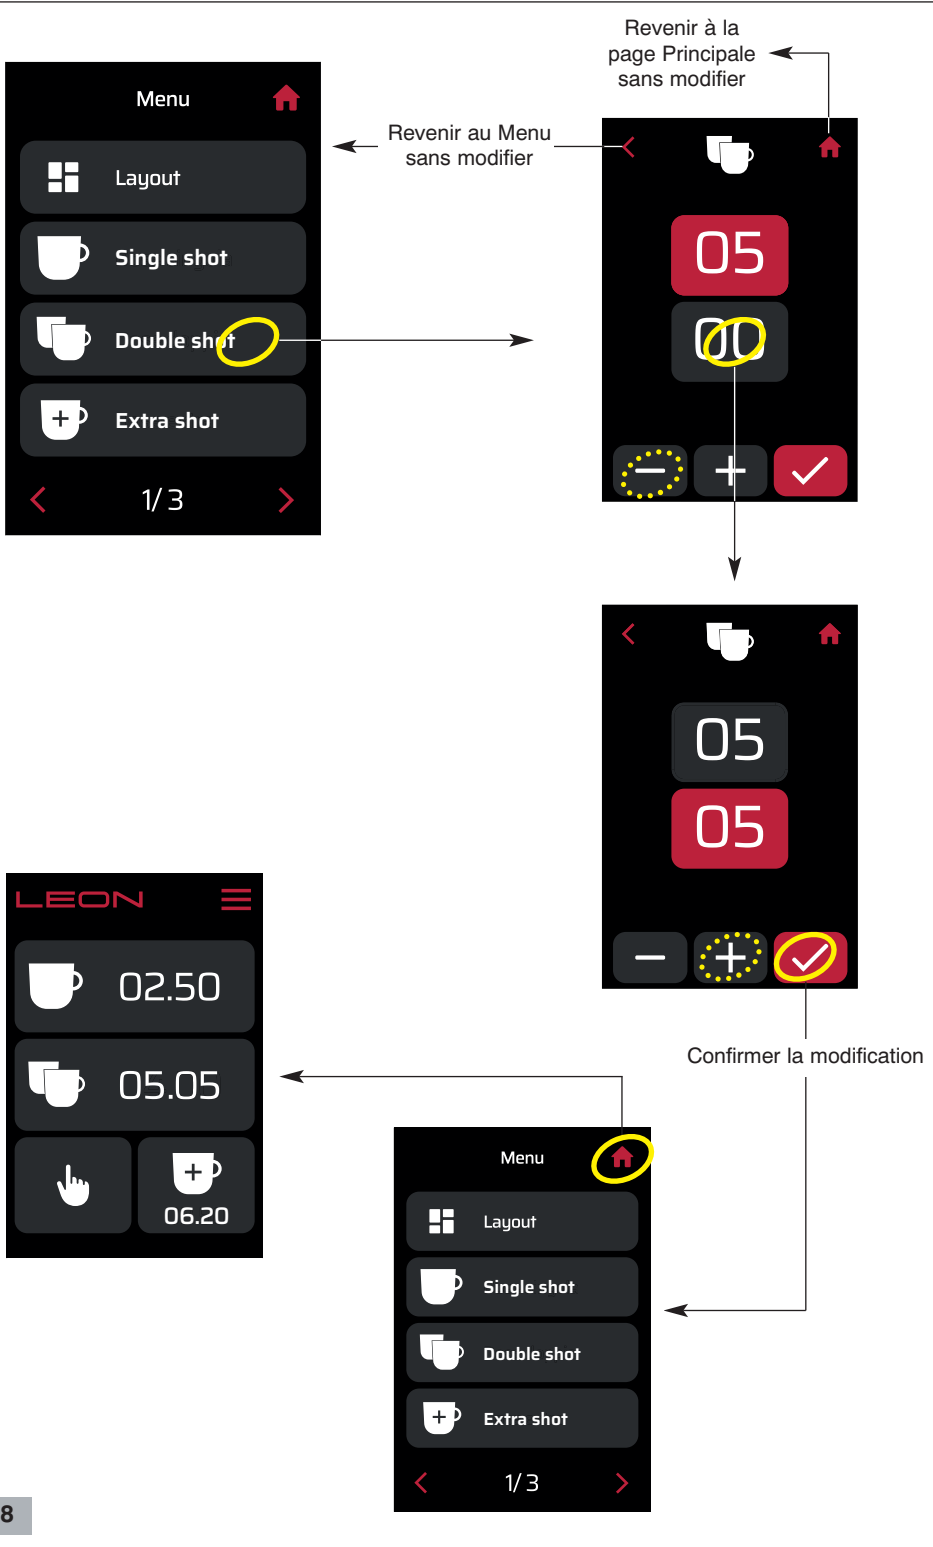 Revenir à la
page Principale
sans modifier
Menu
Revenir au Menu
sans modifier
Layout
Single shot
Double shot
Extra shot
1/3
05
00
05
05
LEON
02.50
05.05
06.20
Confirmer la modification
Menu
Layout
Single shot
Double shot
Extra shot
1/3
8